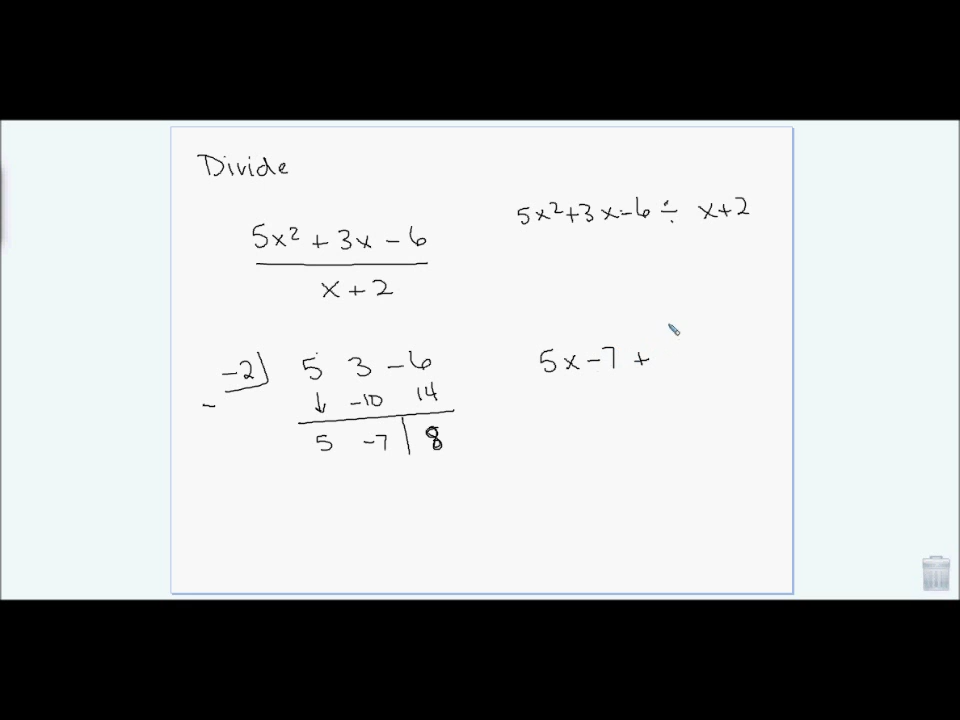 Divide
5x² + 3x - 6
x + 2
5x²+3x-6 ÷ x+2
-2 5 3 -6
- ↓ -10 14
5 -7 | 8
5x - 7 +